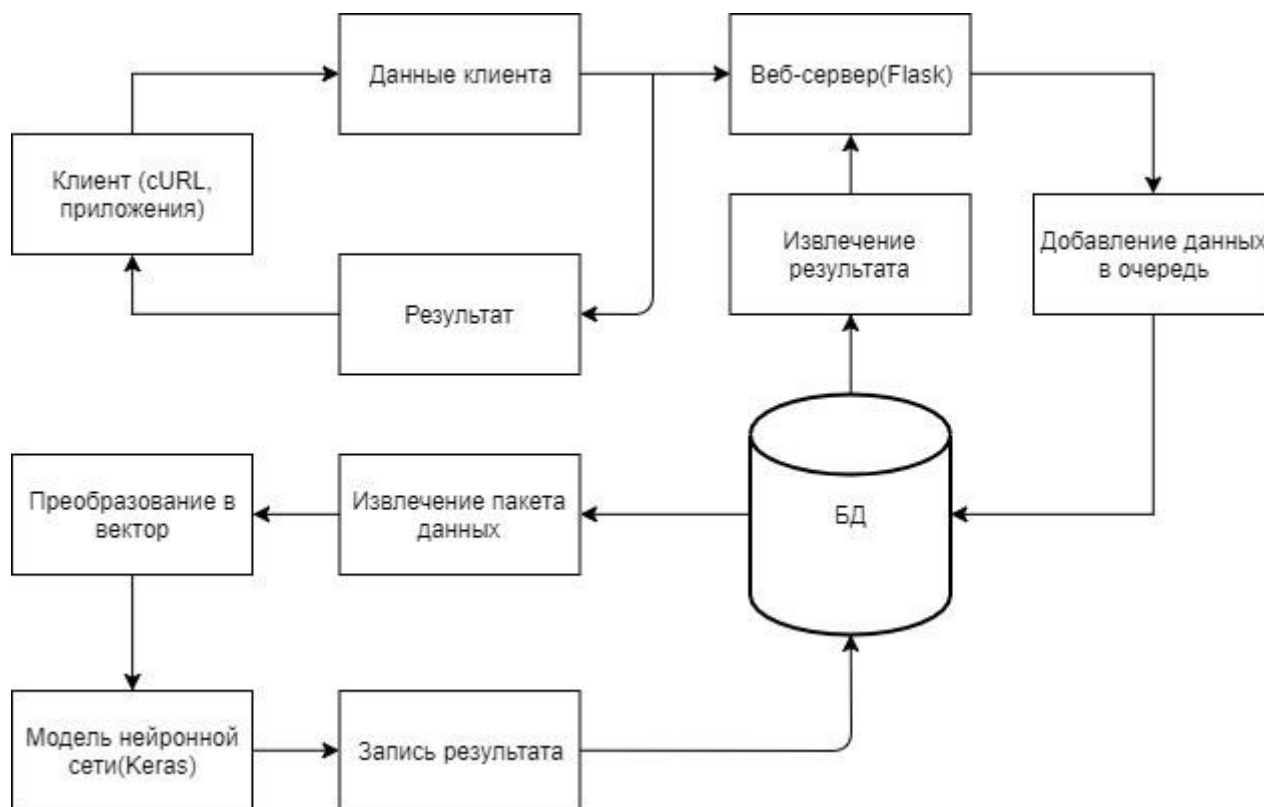 Данные клиента
Веб-сервер(Flask)
Клиент (cURL,
приложения)
Результат
Извлечение
результата
Добавление данных
в очередь
Преобразование в
вектор
Извлечение пакета
данных
БД
Модель нейронной
сети(Keras)
Запись результата